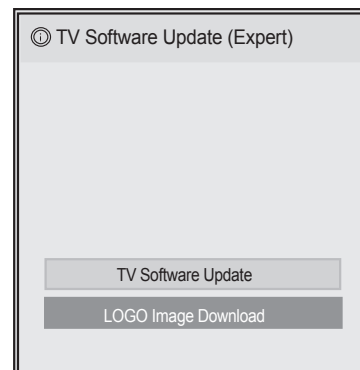 ⓘ TV Software Update (Expert)
TV Software Update
LOGO Image Download